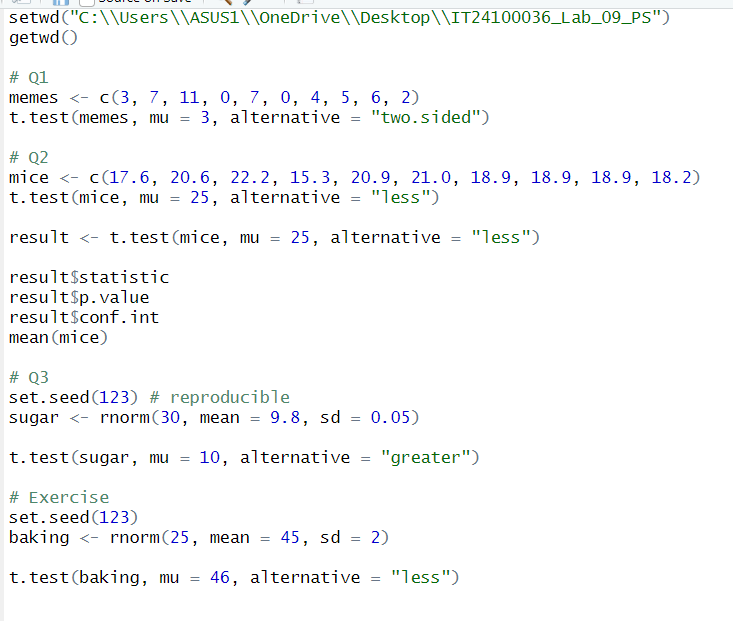 Source on Save
setwd("C:\\Users\\ASUS1\\OneDrive\\Desktop\\IT24100036_Lab_09_PS")
getwd()
# Q1
memes <- c(3, 7, 11, 0, 7, 0, 4, 5, 6, 2)
t.test(memes, mu = 3, alternative = "two.sided")
# Q2
mice <- c(17.6, 20.6, 22.2, 15.3, 20.9, 21.0, 18.9, 18.9, 18.9, 18.2)
t.test(mice, mu = 25, alternative = "less")
result <- t.test(mice, mu = 25, alternative = "less")
result$statistic
result$p.value
result$conf.int
mean(mice)
# Q3
set.seed(123) # reproducible
sugar <- rnorm(30, mean = 9.8, sd = 0.05)
t.test(sugar, mu = 10, alternative = "greater")
# Exercise
set.seed(123)
baking <- rnorm(25, mean = 45, sd = 2)
t.test(baking, mu = 46, alternative = "less")